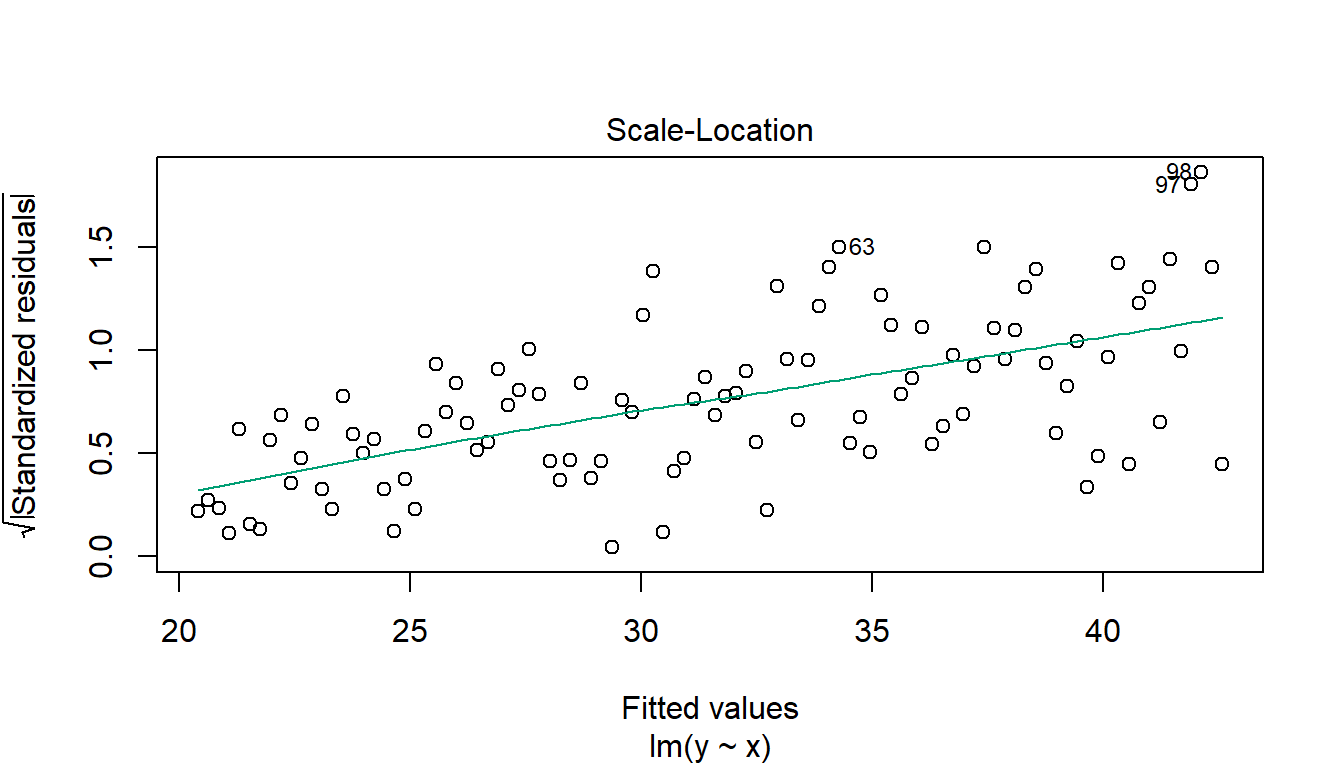 Scale-Location
√|Standardized residuals|
1.5
1.0
0.5
0.0
98
97
63
20 25 30 35 40
Fitted values
lm(y ~ x)